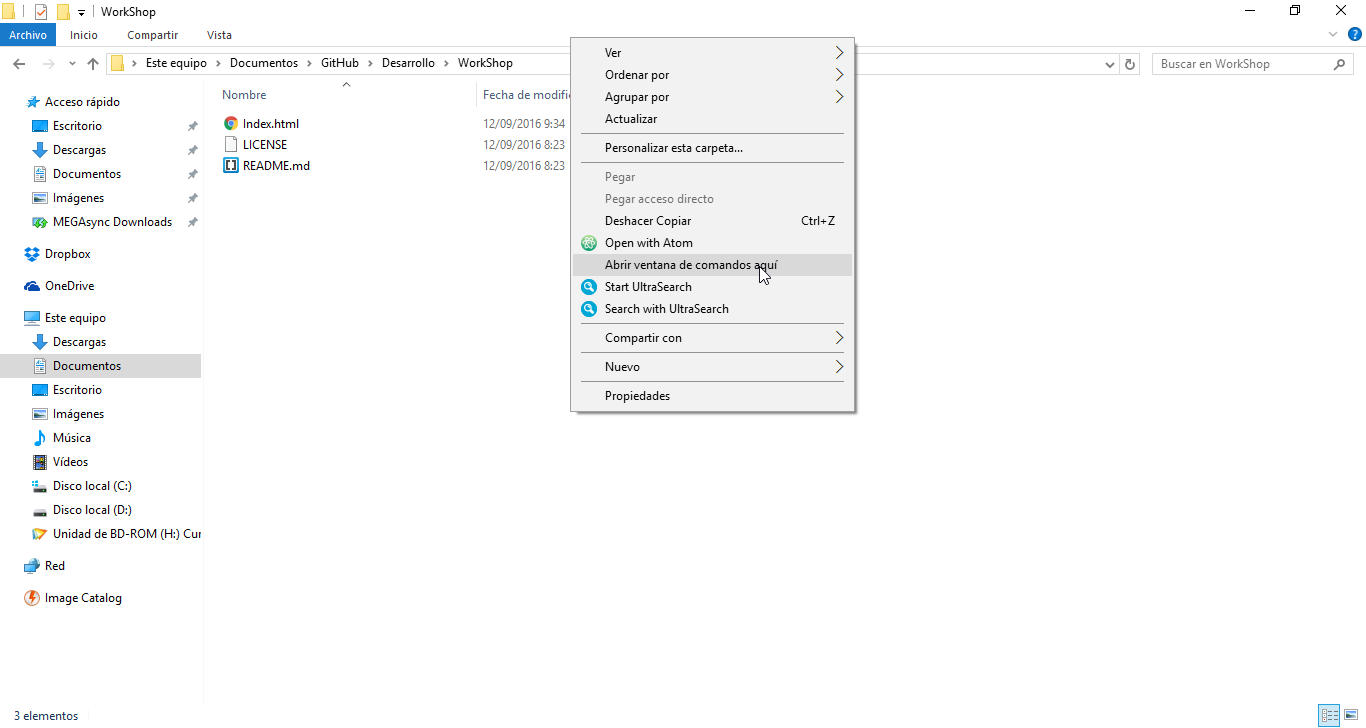 WorkShop
Archivo Inicio Compartir Vista
Este equipo Documentos GitHub Desarrollo WorkShop
Buscar en WorkShop
Acceso rápido
Escritorio
Descargas
Documentos
Imágenes
MEGAsync Downloads
Dropbox
OneDrive
Este equipo
Descargas
Documentos
Escritorio
Imágenes
Música
Vídeos
Disco local (C:)
Disco local (D:)
Unidad de BD-ROM (H:) Cur
Red
Image Catalog
Nombre Fecha de modifi
Index.html 12/09/2016 9:34
LICENSE 12/09/2016 8:23
README.md 12/09/2016 8:23
Ver
Ordenar por
Agrupar por
Actualizar
Personalizar esta carpeta...
Pegar
Pegar acceso directo
Deshacer Copiar Ctrl+Z
Open with Atom
Abrir ventana de comandos aquí
Start UltraSearch
Search with UltraSearch
Compartir con
Nuevo
Propiedades
3 elementos